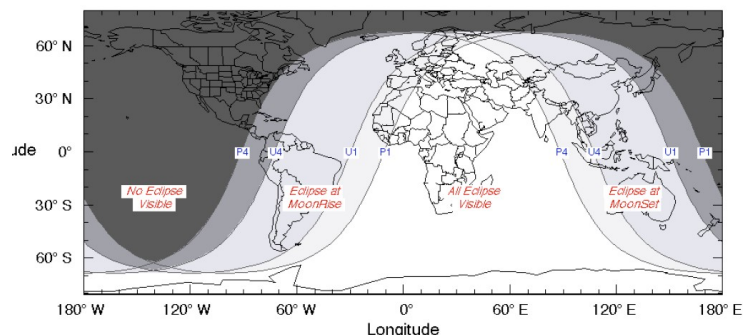 60° N
30° N
ude
0°
30° S
60° S
P4
U4
U1
P1
P4
U4
U1
P1
No Eclipse
Visible
Eclipse at
MoonRise
All Eclipse
Visible
Eclipse at
MoonSet
180° W
120° W
60° W
0°
60° E
120° E
180° E
Longitude